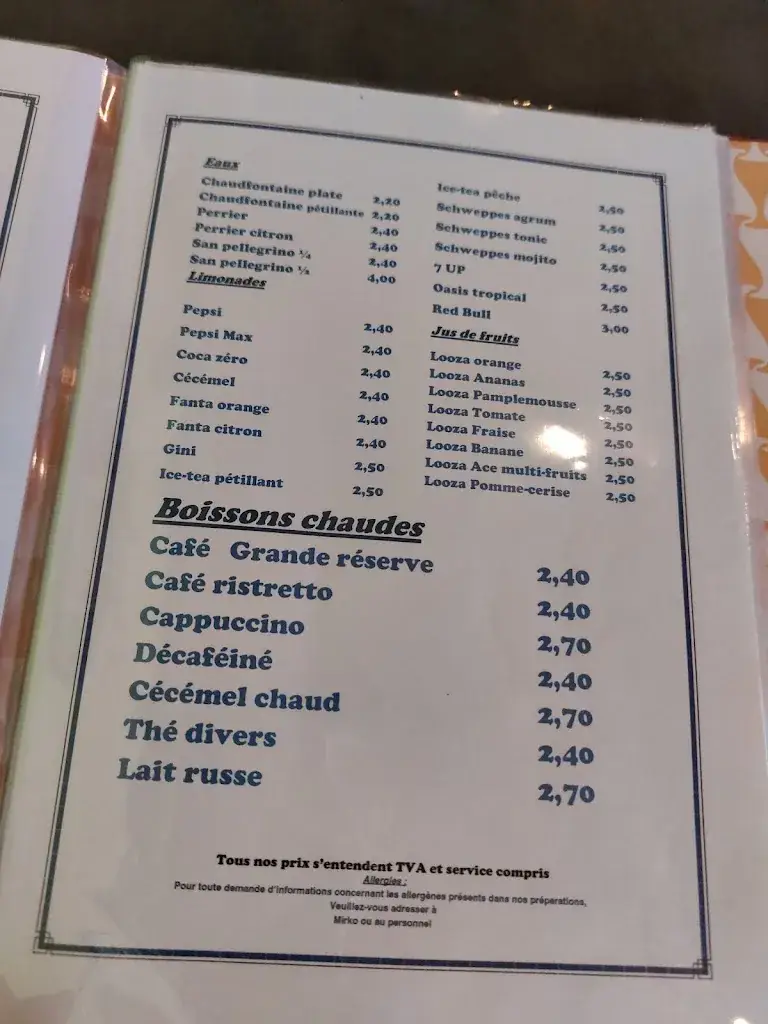 Eaux
Chaudfontaine plate 2,20
Chaudfontaine pétillante 2,20
Perrier 2,40
Perrier citron 2,40
San pellegrino ¼ 2,40
San pellegrino ½ 4,00
Limonades
Pepsi 2,40
Pepsi Max 2,40
Coca zéro 2,40
Cécémel 2,40
Fanta orange 2,40
Fanta citron 2,40
Gini 2,50
Ice-tea pétillant 2,50
Ice-tea pêche 2,50
Schweppes agrum 2,50
Schweppes tonic 2,50
Schweppes mojito 2,50
7 UP 2,50
Oasis tropical 2,50
Red Bull 3,00
Jus de fruits
Looza orange 2,50
Looza Ananas 2,50
Looza Pamplemousse 2,50
Looza Tomate 2,50
Looza Fraise 2,50
Looza Banane 2,50
Looza Ace multi-fruits 2,50
Looza Pomme-cerise 2,50
Boissons chaudes
Café Grande réserve 2,40
Café ristretto 2,40
Cappuccino 2,70
Décaféiné 2,40
Cécémel chaud 2,70
Thé divers 2,40
Lait russe 2,70
Tous nos prix s'entendent TVA et service compris
Allergies :
Pour toute demande d'informations concernant les allergènes présents dans nos préparations,
Veuillez-vous adresser à
Mirko ou au personnel